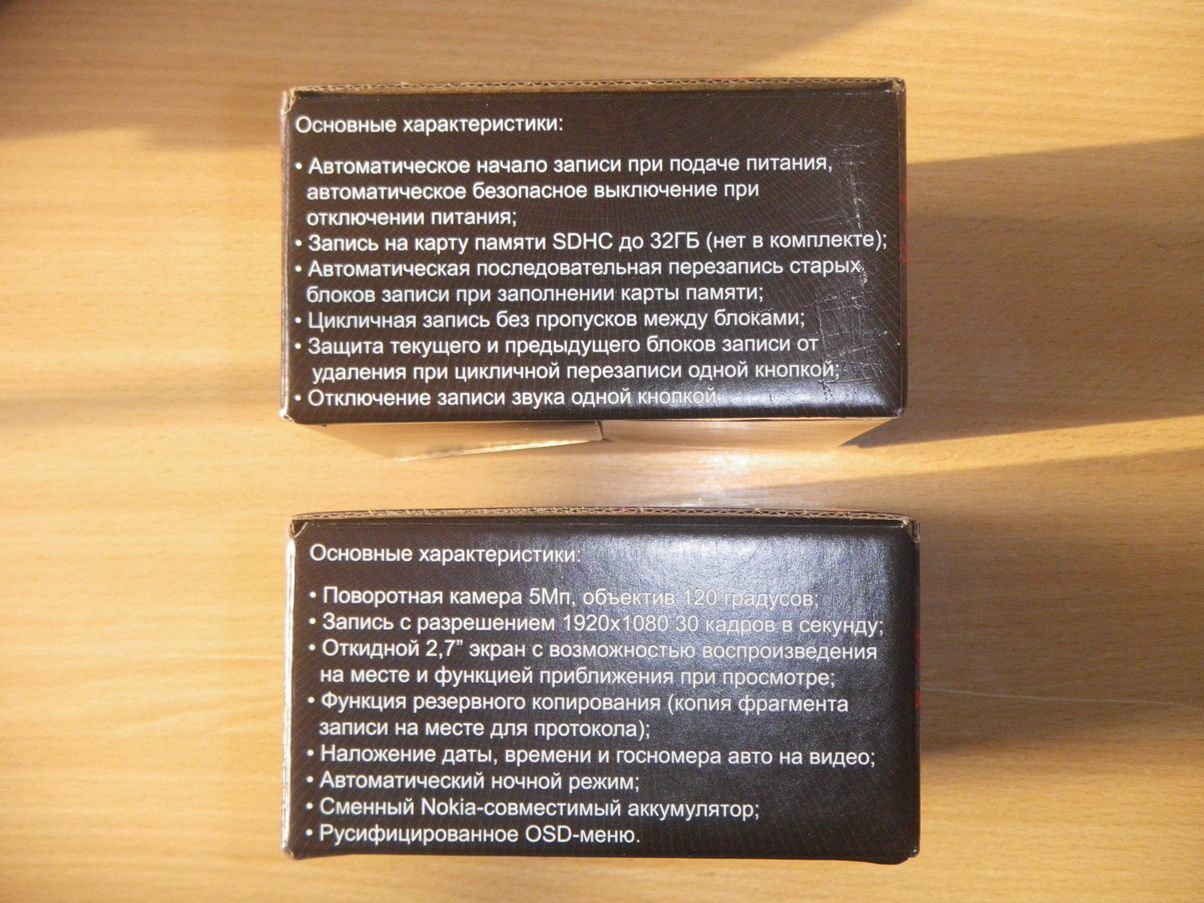 Основные характеристики:
• Автоматическое начало записи при подаче питания,
автоматическое безопасное выключение при
отключении питания;
• Запись на карту памяти SDHC до 32ГБ (нет в комплекте);
• Автоматическая последовательная перезапись старых
блоков записи при заполнении карты памяти;
• Цикличная запись без пропусков между блоками;
• Защита текущего и предыдущего блоков записи от
удаления при цикличной перезаписи одной кнопкой;
• Отключение записи звука одной кнопкой
Основные характеристики:
• Поворотная камера 5Мп, объектив 120 градусов;
• Запись с разрешением 1920х1080 30 кадров в секунду;
• Откидной 2,7” экран с возможностью воспроизведения
на месте и функцией приближения при просмотре;
• Функция резервного копирования (копия фрагмента
записи на месте для протокола);
• Наложение даты, времени и госномера авто на видео;
• Автоматический ночной режим;
• Сменный Nokia-совместимый аккумулятор;
• Русифицированное OSD-меню.